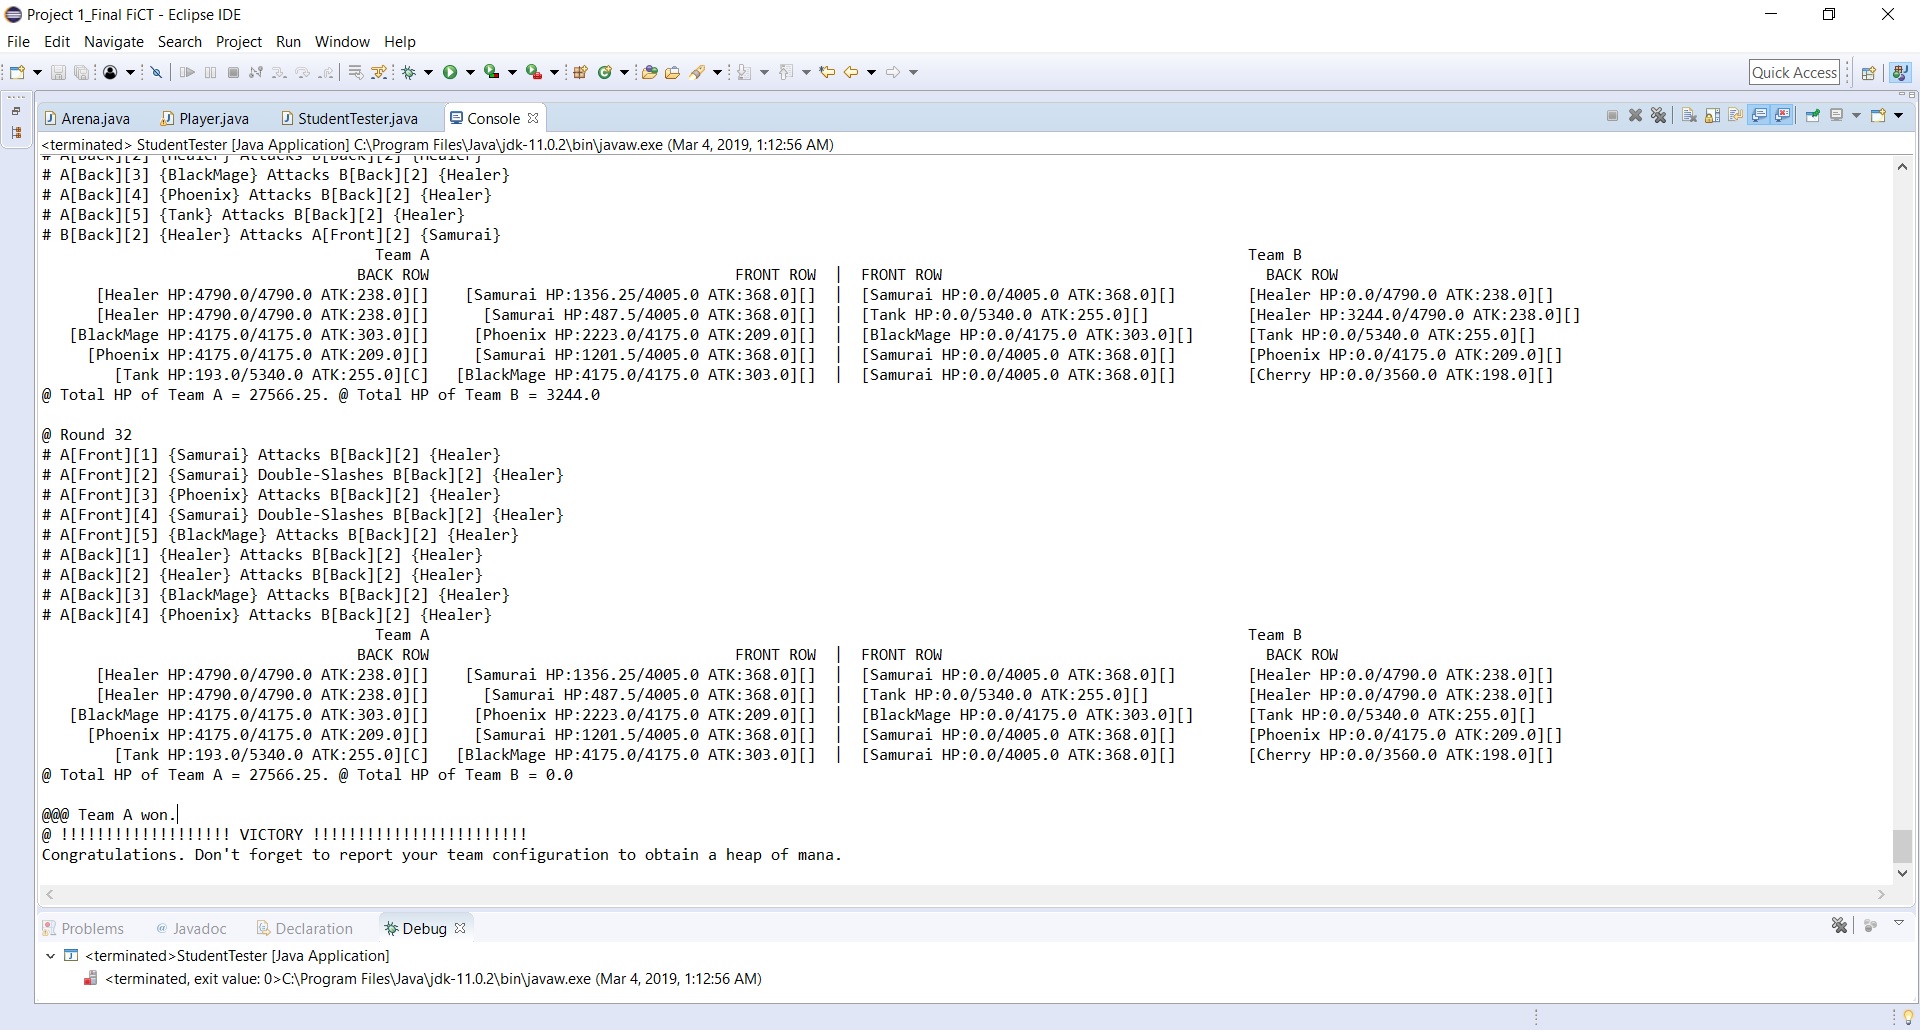 Project 1_Final FiCT - Eclipse IDE
File Edit Navigate Search Project Run Window Help
Quick Access
Arena.java Player.java StudentTester.java Console
<terminated> StudentTester [Java Application] C:\Program Files\Java\jdk-11.0.2\bin\javaw.exe (Mar 4, 2019, 1:12:56 AM)
# A[Back][2] {Healer} Attacks B[Back][2] {Healer}
# A[Back][3] {BlackMage} Attacks B[Back][2] {Healer}
# A[Back][4] {Phoenix} Attacks B[Back][2] {Healer}
# A[Back][5] {Tank} Attacks B[Back][2] {Healer}
# B[Back][2] {Healer} Attacks A[Front][2] {Samurai}
Team A Team B
BACK ROW FRONT ROW | FRONT ROW BACK ROW
[Healer HP:4790.0/4790.0 ATK:238.0][] [Samurai HP:1356.25/4005.0 ATK:368.0][] | [Samurai HP:0.0/4005.0 ATK:368.0][] [Healer HP:0.0/4790.0 ATK:238.0][]
[Healer HP:4790.0/4790.0 ATK:238.0][] [Samurai HP:487.5/4005.0 ATK:368.0][] | [Tank HP:0.0/5340.0 ATK:255.0][] [Healer HP:3244.0/4790.0 ATK:238.0][]
[BlackMage HP:4175.0/4175.0 ATK:303.0][] [Phoenix HP:2223.0/4175.0 ATK:209.0][] | [BlackMage HP:0.0/4175.0 ATK:303.0][] [Tank HP:0.0/5340.0 ATK:255.0][]
[Phoenix HP:4175.0/4175.0 ATK:209.0][] [Samurai HP:1201.5/4005.0 ATK:368.0][] | [Samurai HP:0.0/4005.0 ATK:368.0][] [Phoenix HP:0.0/4175.0 ATK:209.0][]
[Tank HP:193.0/5340.0 ATK:255.0][C] [BlackMage HP:4175.0/4175.0 ATK:303.0][] | [Samurai HP:0.0/4005.0 ATK:368.0][] [Cherry HP:0.0/3560.0 ATK:198.0][]
@ Total HP of Team A = 27566.25. @ Total HP of Team B = 3244.0
@ Round 32
# A[Front][1] {Samurai} Attacks B[Back][2] {Healer}
# A[Front][2] {Samurai} Double-Slashes B[Back][2] {Healer}
# A[Front][3] {Phoenix} Attacks B[Back][2] {Healer}
# A[Front][4] {Samurai} Double-Slashes B[Back][2] {Healer}
# A[Front][5] {BlackMage} Attacks B[Back][2] {Healer}
# A[Back][1] {Healer} Attacks B[Back][2] {Healer}
# A[Back][2] {Healer} Attacks B[Back][2] {Healer}
# A[Back][3] {BlackMage} Attacks B[Back][2] {Healer}
# A[Back][4] {Phoenix} Attacks B[Back][2] {Healer}
Team A Team B
BACK ROW FRONT ROW | FRONT ROW BACK ROW
[Healer HP:4790.0/4790.0 ATK:238.0][] [Samurai HP:1356.25/4005.0 ATK:368.0][] | [Samurai HP:0.0/4005.0 ATK:368.0][] [Healer HP:0.0/4790.0 ATK:238.0][]
[Healer HP:4790.0/4790.0 ATK:238.0][] [Samurai HP:487.5/4005.0 ATK:368.0][] | [Tank HP:0.0/5340.0 ATK:255.0][] [Healer HP:0.0/4790.0 ATK:238.0][]
[BlackMage HP:4175.0/4175.0 ATK:303.0][] [Phoenix HP:2223.0/4175.0 ATK:209.0][] | [BlackMage HP:0.0/4175.0 ATK:303.0][] [Tank HP:0.0/5340.0 ATK:255.0][]
[Phoenix HP:4175.0/4175.0 ATK:209.0][] [Samurai HP:1201.5/4005.0 ATK:368.0][] | [Samurai HP:0.0/4005.0 ATK:368.0][] [Phoenix HP:0.0/4175.0 ATK:209.0][]
[Tank HP:193.0/5340.0 ATK:255.0][C] [BlackMage HP:4175.0/4175.0 ATK:303.0][] | [Samurai HP:0.0/4005.0 ATK:368.0][] [Cherry HP:0.0/3560.0 ATK:198.0][]
@ Total HP of Team A = 27566.25. @ Total HP of Team B = 0.0
@@@ Team A won.
@ !!!!!!!!!!!!!!!!!!! VICTORY !!!!!!!!!!!!!!!!!!!!!!!!
Congratulations. Don't forget to report your team configuration to obtain a heap of mana.
Problems Javadoc Declaration Debug
<terminated>StudentTester [Java Application]
<terminated, exit value: 0>C:\Program Files\Java\jdk-11.0.2\bin\javaw.exe (Mar 4, 2019, 1:12:56 AM)